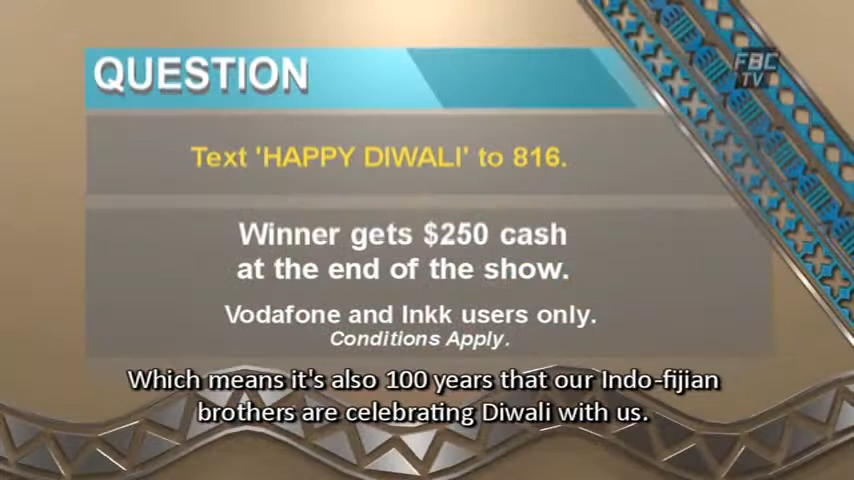 QUESTION
FBC
TV
Text 'HAPPY DIWALI' to 816.
Winner gets $250 cash
at the end of the show.
Vodafone and Inkk users only.
Conditions Apply.
Which means it's also 100 years that our Indo-fijian
brothers are celebrating Diwali with us.